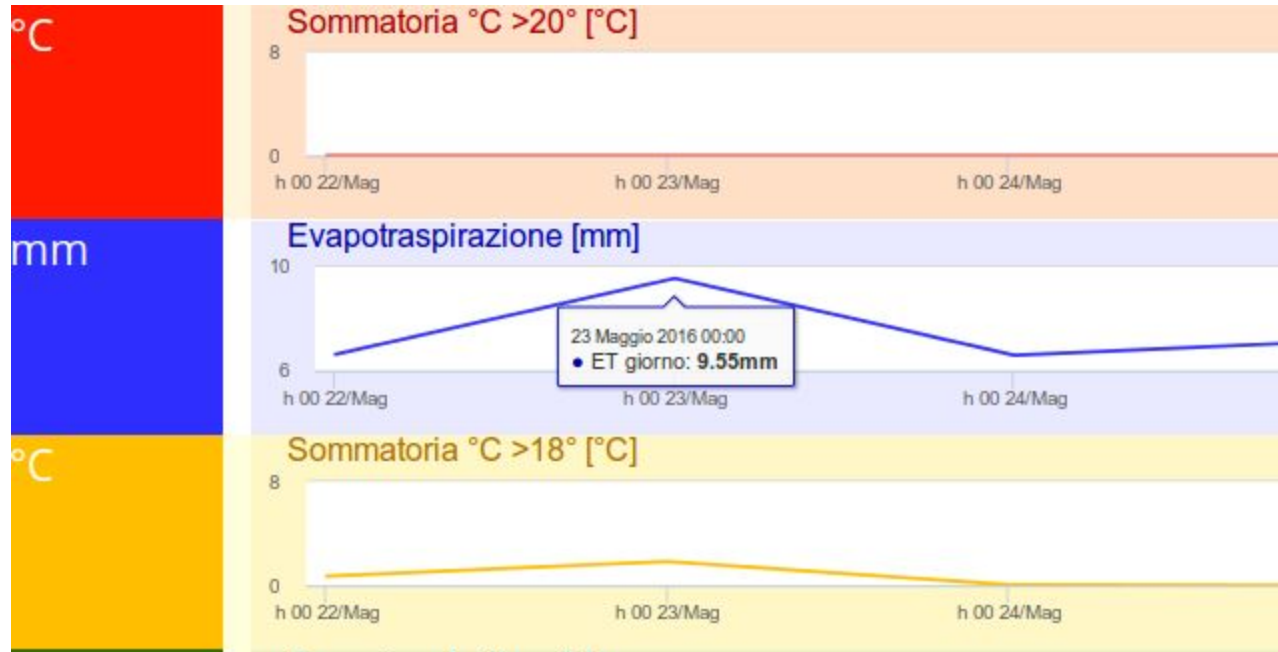 °C
Sommatoria °C >20° [°C]
8
0
h 00 22/Mag
h 00 23/Mag
h 00 24/Mag
mm
Evapotraspirazione [mm]
10
23 Maggio 2016 00:00
● ET giorno: 9.55mm
6
h 00 22/Mag
h 00 23/Mag
h 00 24/Mag
°C
Sommatoria °C >18° [°C]
8
0
h 00 22/Mag
h 00 23/Mag
h 00 24/Mag